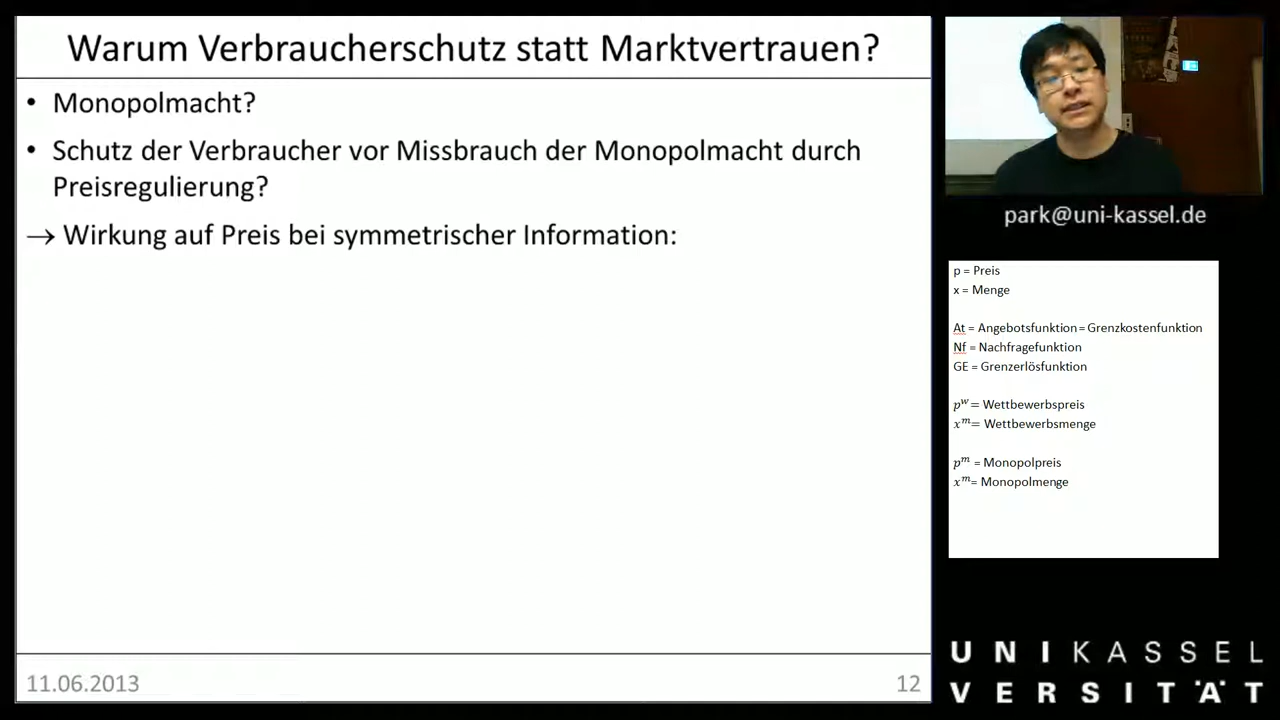 Warum Verbraucherschutz statt Marktvertrauen?
• Monopolmacht?
• Schutz der Verbraucher vor Missbrauch der Monopolmacht durch
Preisregulierung?
→ Wirkung auf Preis bei symmetrischer Information:
11.06.2013
12
park@uni-kassel.de
p = Preis
x = Menge
At = Angebotsfunktion = Grenzkostenfunktion
Nf = Nachfragefunktion
GE = Grenzerlösfunktion
p^w = Wettbewerbspreis
x^m = Wettbewerbsmenge
p^m = Monopolpreis
x^m = Monopolmenge
UNIKASSEL
VERSITÄT